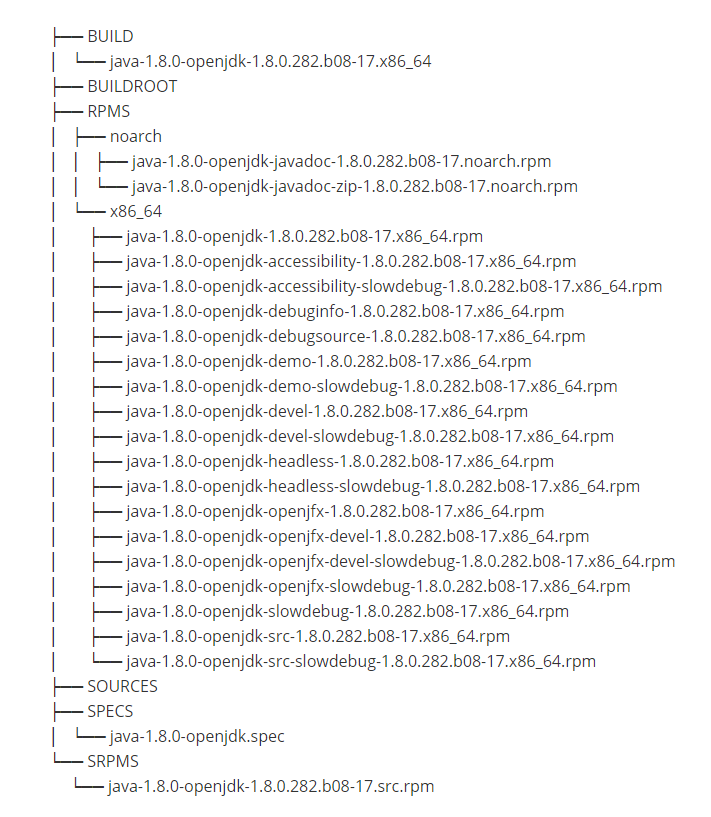 ├── BUILD
│   └── java-1.8.0-openjdk-1.8.0.282.b08-17.x86_64
├── BUILDROOT
├── RPMS
│   ├── noarch
│   │   ├── java-1.8.0-openjdk-javadoc-1.8.0.282.b08-17.noarch.rpm
│   │   └── java-1.8.0-openjdk-javadoc-zip-1.8.0.282.b08-17.noarch.rpm
│   └── x86_64
│       ├── java-1.8.0-openjdk-1.8.0.282.b08-17.x86_64.rpm
│       ├── java-1.8.0-openjdk-accessibility-1.8.0.282.b08-17.x86_64.rpm
│       ├── java-1.8.0-openjdk-accessibility-slowdebug-1.8.0.282.b08-17.x86_64.rpm
│       ├── java-1.8.0-openjdk-debuginfo-1.8.0.282.b08-17.x86_64.rpm
│       ├── java-1.8.0-openjdk-debugsource-1.8.0.282.b08-17.x86_64.rpm
│       ├── java-1.8.0-openjdk-demo-1.8.0.282.b08-17.x86_64.rpm
│       ├── java-1.8.0-openjdk-demo-slowdebug-1.8.0.282.b08-17.x86_64.rpm
│       ├── java-1.8.0-openjdk-devel-1.8.0.282.b08-17.x86_64.rpm
│       ├── java-1.8.0-openjdk-devel-slowdebug-1.8.0.282.b08-17.x86_64.rpm
│       ├── java-1.8.0-openjdk-headless-1.8.0.282.b08-17.x86_64.rpm
│       ├── java-1.8.0-openjdk-headless-slowdebug-1.8.0.282.b08-17.x86_64.rpm
│       ├── java-1.8.0-openjdk-openjfx-1.8.0.282.b08-17.x86_64.rpm
│       ├── java-1.8.0-openjdk-openjfx-devel-1.8.0.282.b08-17.x86_64.rpm
│       ├── java-1.8.0-openjdk-openjfx-devel-slowdebug-1.8.0.282.b08-17.x86_64.rpm
│       ├── java-1.8.0-openjdk-openjfx-slowdebug-1.8.0.282.b08-17.x86_64.rpm
│       ├── java-1.8.0-openjdk-slowdebug-1.8.0.282.b08-17.x86_64.rpm
│       ├── java-1.8.0-openjdk-src-1.8.0.282.b08-17.x86_64.rpm
│       └── java-1.8.0-openjdk-src-slowdebug-1.8.0.282.b08-17.x86_64.rpm
├── SOURCES
├── SPECS
│   └── java-1.8.0-openjdk.spec
└── SRPMS
    └── java-1.8.0-openjdk-1.8.0.282.b08-17.src.rpm